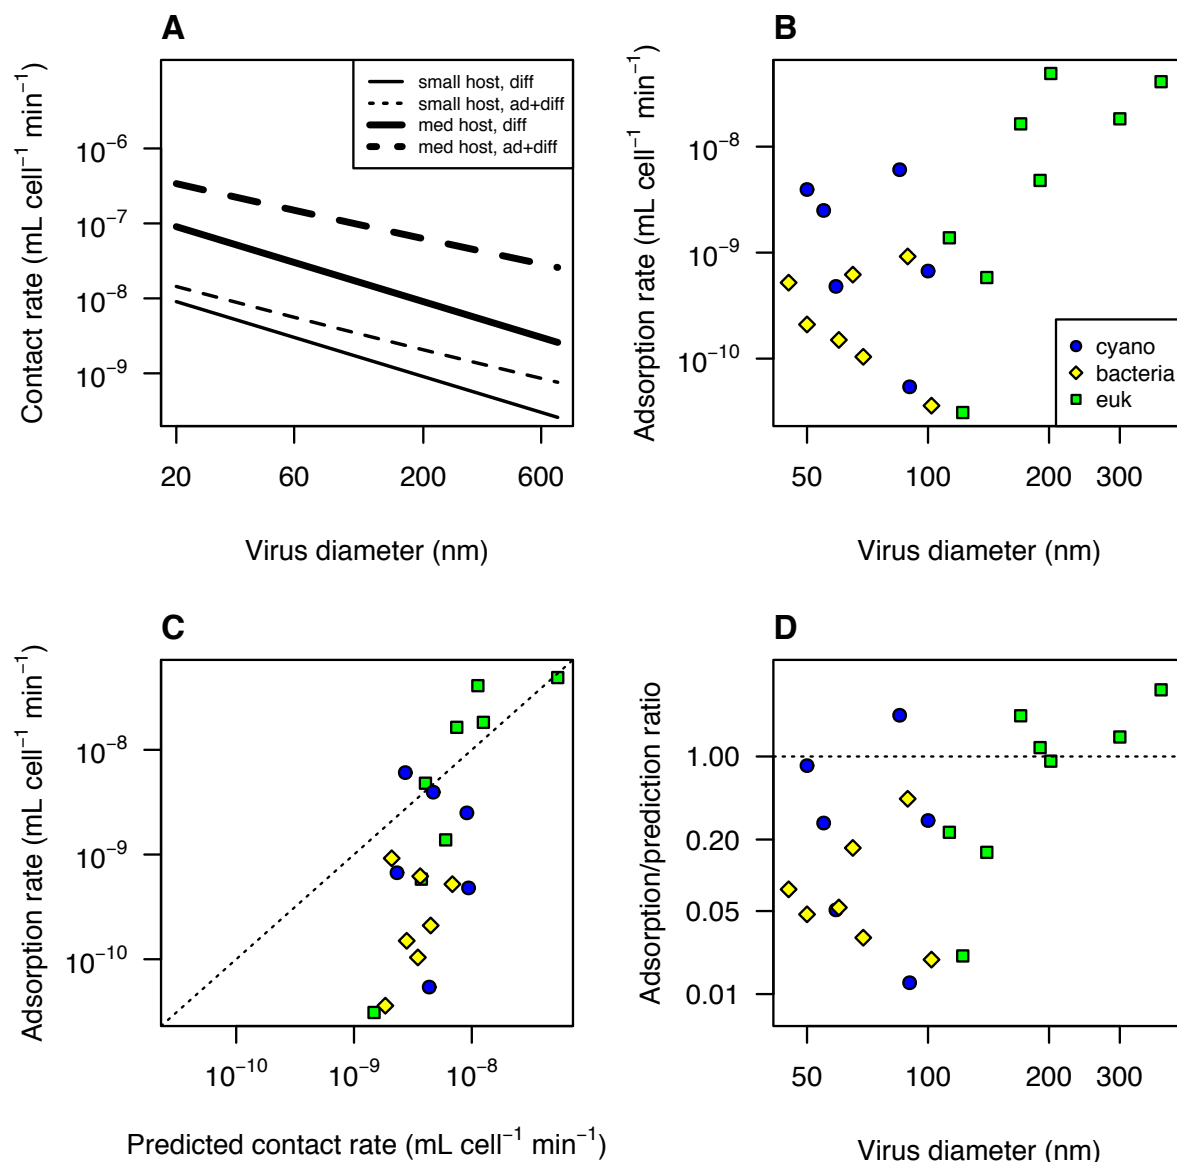 A
Contact rate (mL cell⁻¹ min⁻¹)
10⁻⁶
10⁻⁷
10⁻⁸
10⁻⁹
small host, diff
small host, ad+diff
med host, diff
med host, ad+diff
20 60 200 600
Virus diameter (nm)
B
Adsorption rate (mL cell⁻¹ min⁻¹)
10⁻⁸
10⁻⁹
10⁻¹⁰
cyano
bacteria
euk
50 100 200 300
Virus diameter (nm)
C
Adsorption rate (mL cell⁻¹ min⁻¹)
10⁻⁸
10⁻⁹
10⁻¹⁰
10⁻¹⁰ 10⁻⁹ 10⁻⁸
Predicted contact rate (mL cell⁻¹ min⁻¹)
D
Adsorption/prediction ratio
1.00
0.20
0.05
0.01
50 100 200 300
Virus diameter (nm)